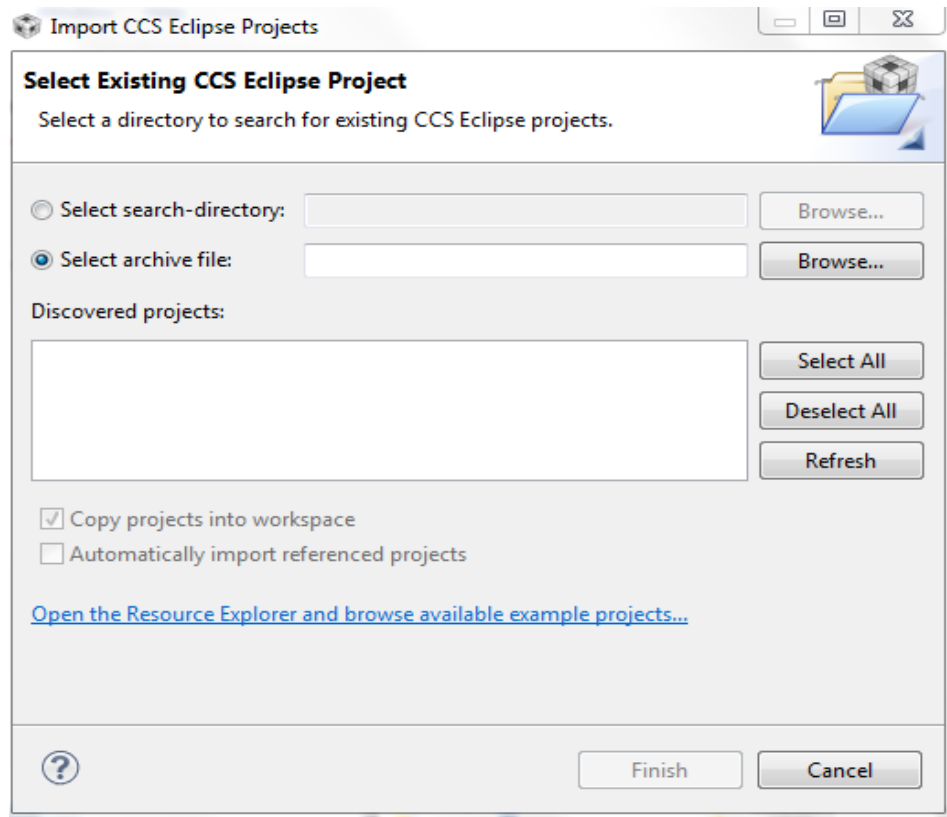 Import CCS Eclipse Projects
Select Existing CCS Eclipse Project
Select a directory to search for existing CCS Eclipse projects.
Select search-directory: Browse...
Select archive file: Browse...
Discovered projects:
Select All
Deselect All
Refresh
Copy projects into workspace
Automatically import referenced projects
Open the Resource Explorer and browse available example projects...
? Finish Cancel